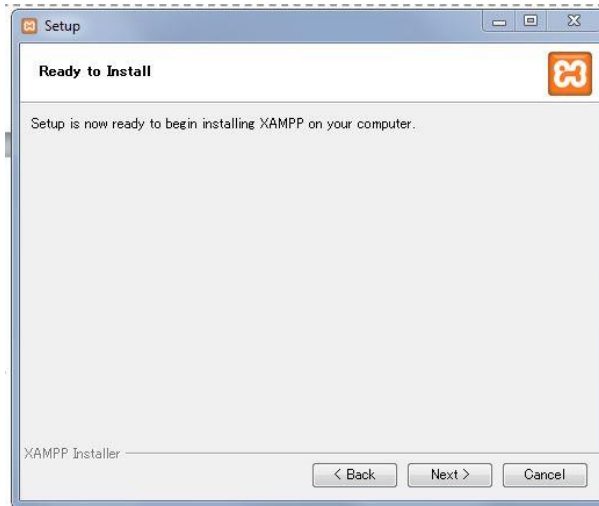 Setup
Ready to Install
Setup is now ready to begin installing XAMPP on your computer.
XAMPP Installer
< Back
Next >
Cancel